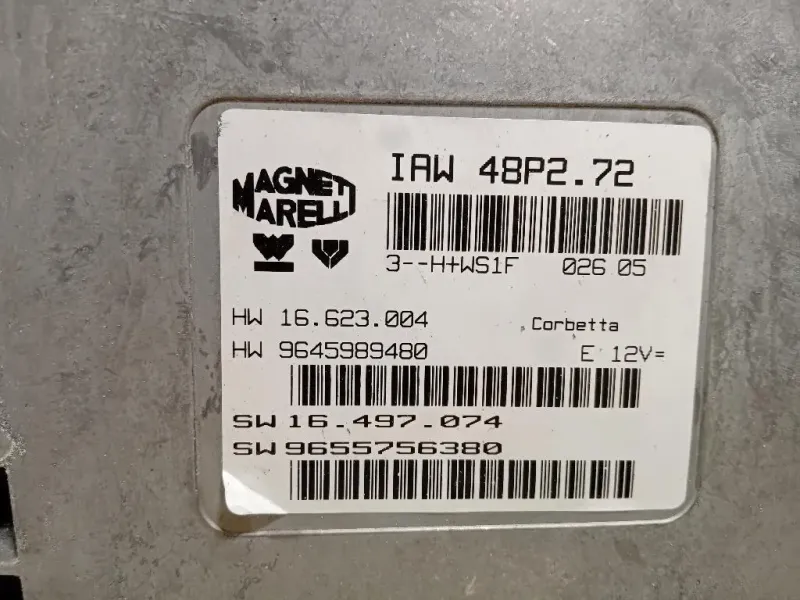 MAGNETI
MARELLI
IAW 48P2.72
3--H+WS1F 026 05
HW 16.623.004 Corbetta
HW 9645989480 E 12V=
SW 16.497.074
SW 9655756380